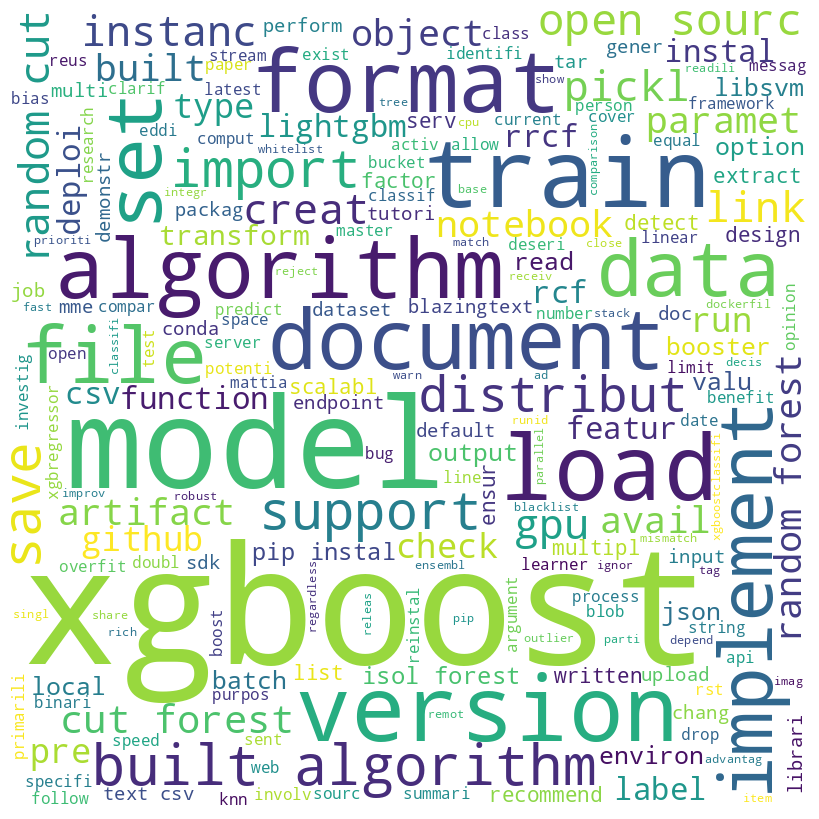 open sourc
instanc
perform
object
class
stream
built
paper
reus
latest
exist
identifi
gener
instal
messag
readili
random cut
set
format
tar
pickl
libsvm
bias
multi
clarif
type
show
tree
cpu
current
person
cover
framework
lightgbm
serv
rrcf
paramet
research
eddi
deploi
demonstr
comput
whitelist
activ
allow
comparison
equal
option
import
bucket
train
extract
integr
factor
classif
base
packag
creat
tutori
notebook
link
prioriti
transform
master
match
deseri
detect
linear
design
algorithm
reject
receiv
close
read
data
job
mme
compar
predict
dataset
blazingtext
rcf
number
stack
doc
dockerfil
opinion
fast
conda
space
run
open
classifi
test
server
document
file
potenti
booster
investig
mattia
scalabl
warn
ad
limit
decis
csv
function
endpoint
distribut
valu
benefit
xgbregressor
model
default
featur
date
save
runid
load
bug
output
line
parallel
ensur
improv
robust
blacklist
artifact
support
gpu
avail
implement
random forest
xgboostclassifi
github
check
multipl
mismatch
overfit
doubl
sdk
pip instal
learner
ignor
tag
input
regardless
ensembl
process
json
singl
share
boost
xgboost
releas
pip
reinstal
argument
blob
string
outlier
parti
depend
rich
api
local
batch
list
isol forest
written
upload
rst
imag
binari
purpos
primarili
cut forest
version
remot
chang
librari
pre
speed
sent
drop
web
built algorithm
environ
advantag
specifi
follow
text csv
knn
involv
sourc
summari
recommend
label
item